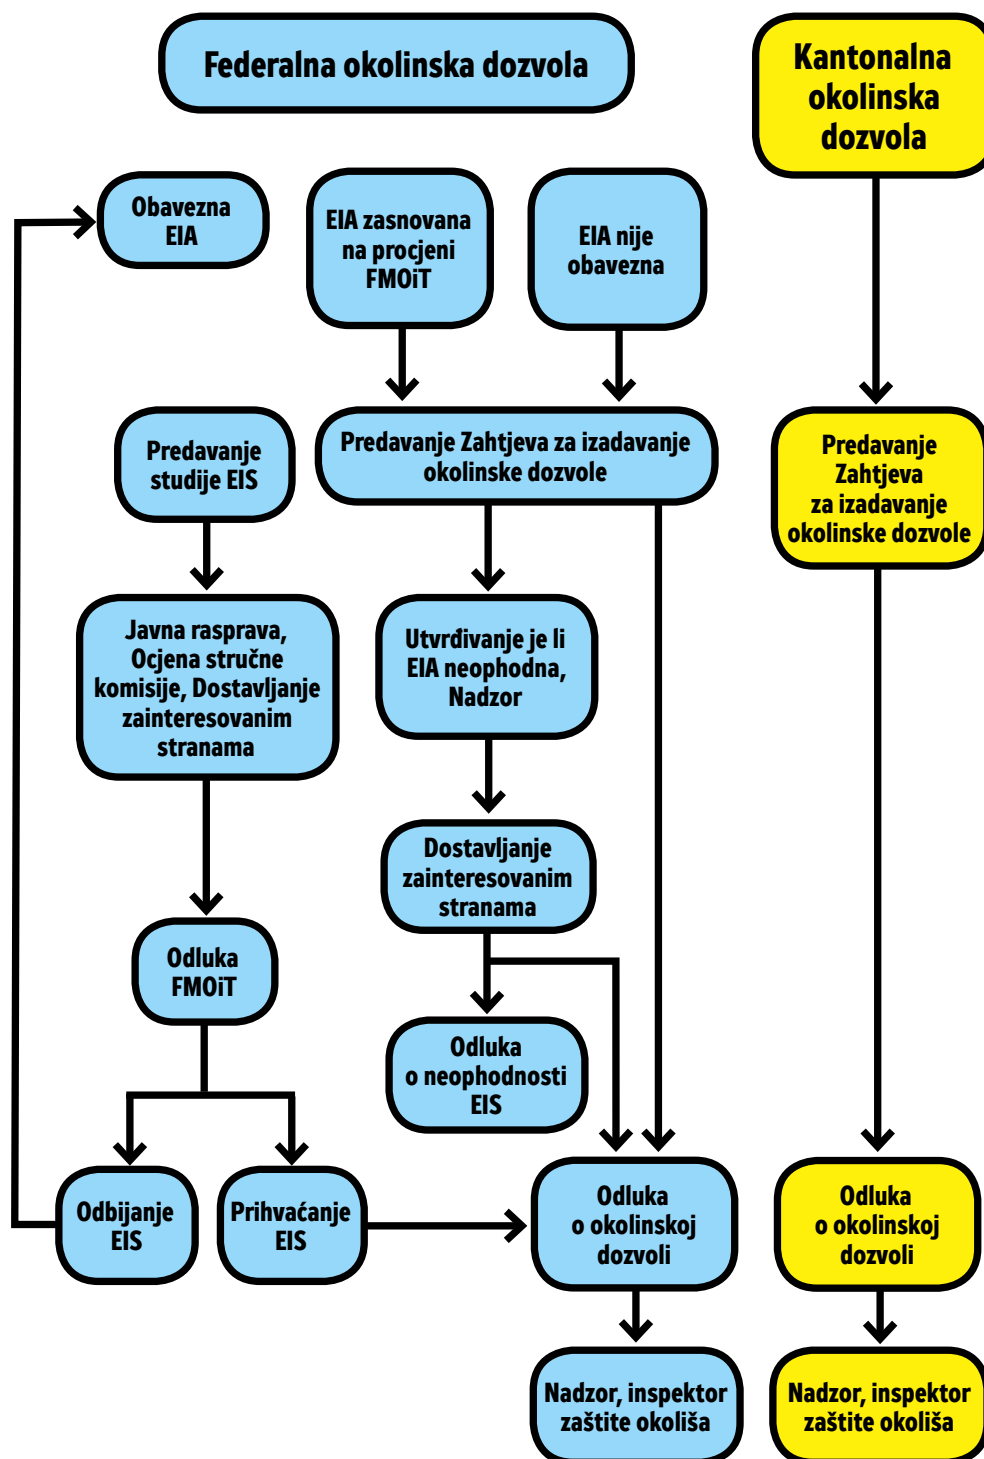 Federalna okolinska dozvola
Kantonalna
okolinska
dozvola
Obavezna
EIA
EIA zasnovana
na procjeni
FMOiT
EIA nije
obavezna
Predavanje
studije EIS
Predavanje Zahtjeva za izadavanje
okolinske dozvole
Predavanje
Zahtjeva
za izadavanje
okolinske dozvole
Javna rasprava,
Ocjena stručne
komisije, Dostavljanje
zainteresovanim
stranama
Utvrđivanje je li
EIA neophodna,
Nadzor
Dostavljanje
zainteresovanim
stranama
Odluka
FMOiT
Odluka
o neophodnosti
EIS
Odbijanje
EIS
Prihvaćanje
EIS
Odluka
o okolinskoj
dozvoli
Odluka
o okolinskoj
dozvoli
Nadzor, inspektor
zaštite okoliša
Nadzor, inspektor
zaštite okoliša